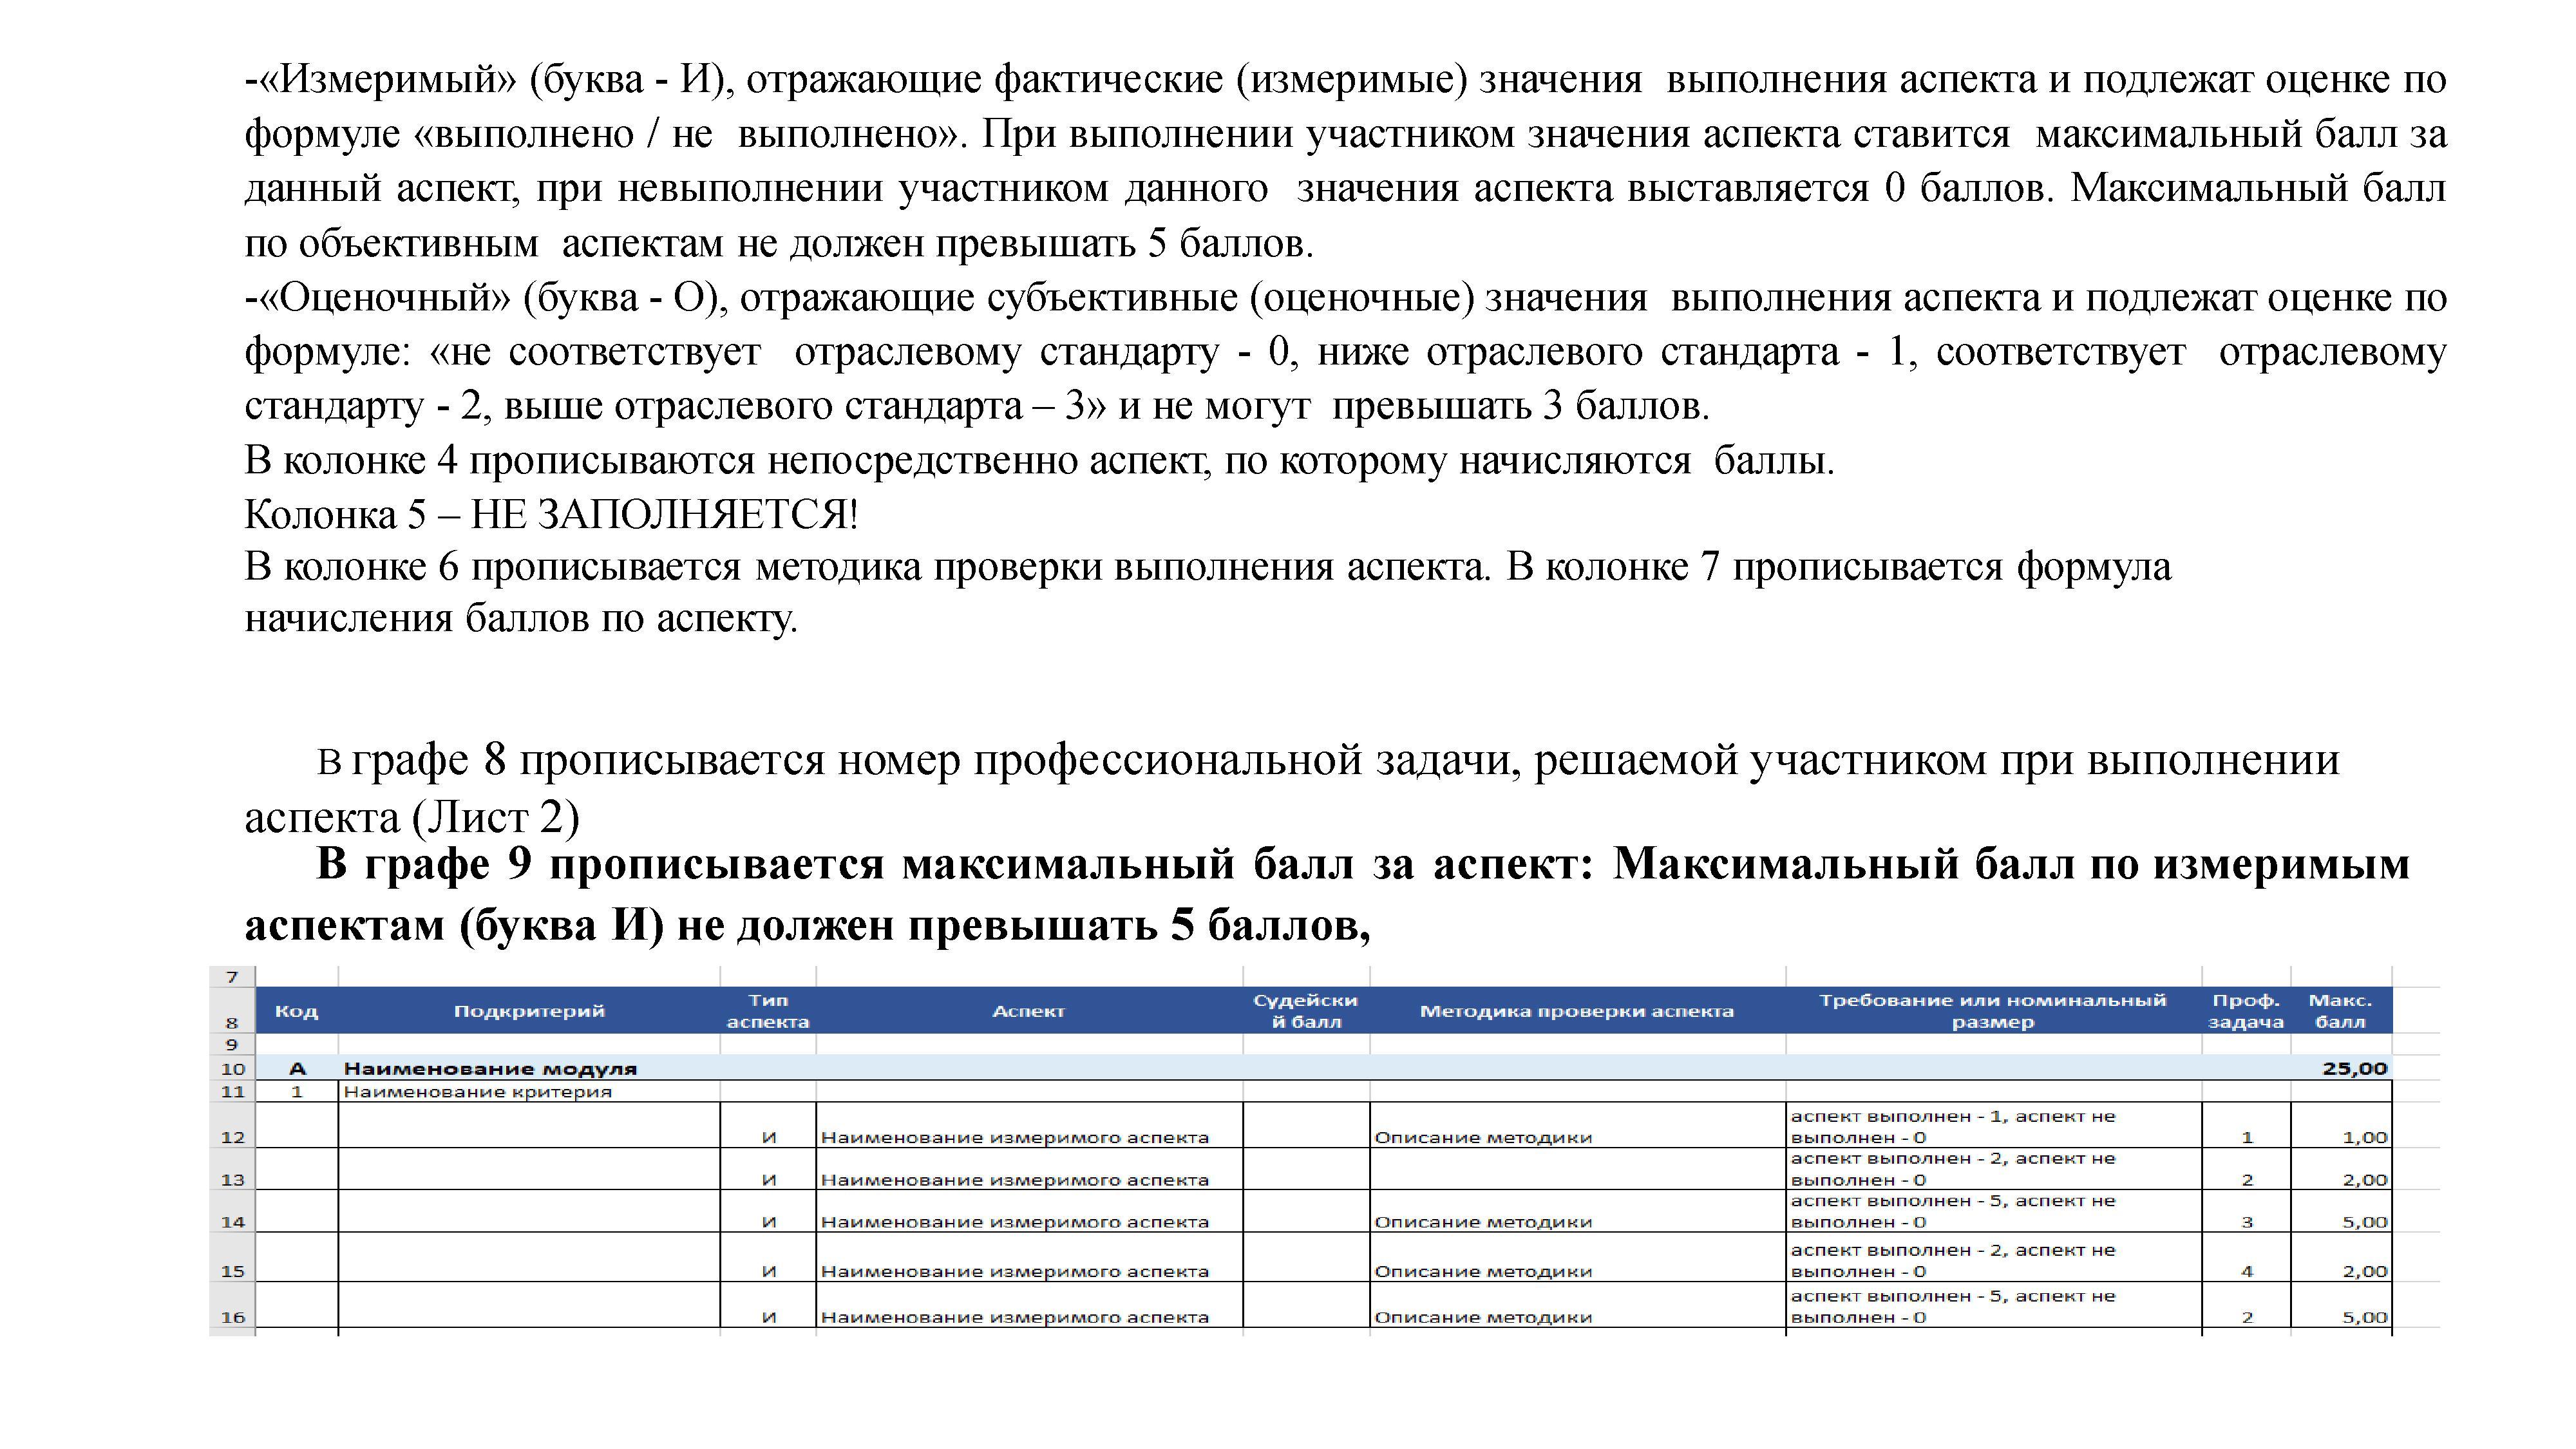 -«Измеримый» (буква - И), отражающие фактические (измеримые) значения выполнения аспекта и подлежат оценке по
формуле «выполнено / не выполнено». При выполнении участником значения аспекта ставится максимальный балл за
данный аспект, при невыполнении участником данного значения аспекта выставляется 0 баллов. Максимальный балл
по объективным аспектам не должен превышать 5 баллов.
-«Оценочный» (буква - О), отражающие субъективные (оценочные) значения выполнения аспекта и подлежат оценке по
формуле: «не соответствует отраслевому стандарту - 0, ниже отраслевого стандарта - 1, соответствует отраслевому
стандарту - 2, выше отраслевого стандарта – 3» и не могут превышать 3 баллов.
В колонке 4 прописываются непосредственно аспект, по которому начисляются баллы.
Колонка 5 – НЕ ЗАПОЛНЯЕТСЯ!
В колонке 6 прописывается методика проверки выполнения аспекта. В колонке 7 прописывается формула
начисления баллов по аспекту.
В графе 8 прописывается номер профессиональной задачи, решаемой участником при выполнении
аспекта (Лист 2)
В графе 9 прописывается максимальный балл за аспект: Максимальный балл по измеримым
аспектам (буква И) не должен превышать 5 баллов,
7
8 Код Подкритерий Тип аспекта Аспект Судейски й балл Методика проверки аспекта Требование или номинальный размер Проф. задача Макс. балл
9
10 А Наименование модуля 25,00
11 1 Наименование критерия
12 И Наименование измеримого аспекта Описание методики аспект выполнен - 1, аспект не выполнен - 0 1 1,00
13 И Наименование измеримого аспекта аспект выполнен - 2, аспект не выполнен - 0 2 2,00
14 И Наименование измеримого аспекта Описание методики аспект выполнен - 5, аспект не выполнен - 0 3 5,00
15 И Наименование измеримого аспекта Описание методики аспект выполнен - 2, аспект не выполнен - 0 4 2,00
16 И Наименование измеримого аспекта Описание методики аспект выполнен - 5, аспект не выполнен - 0 2 5,00